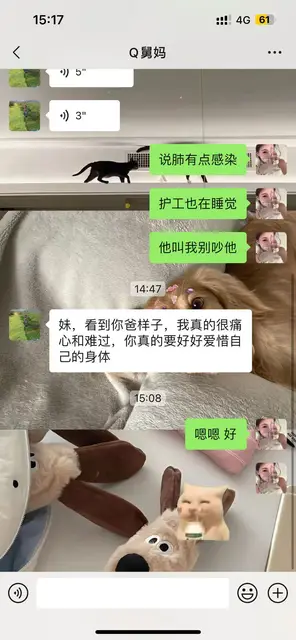 15:17
4G
61
Q舅妈
5"
3"
说肺有点感染
护工也在睡觉
他叫我别吵他
14:47
妹，看到你爸样子，我真的很痛
心和难过，你真的要好好爱惜自
己的身体
15:08
嗯嗯 好